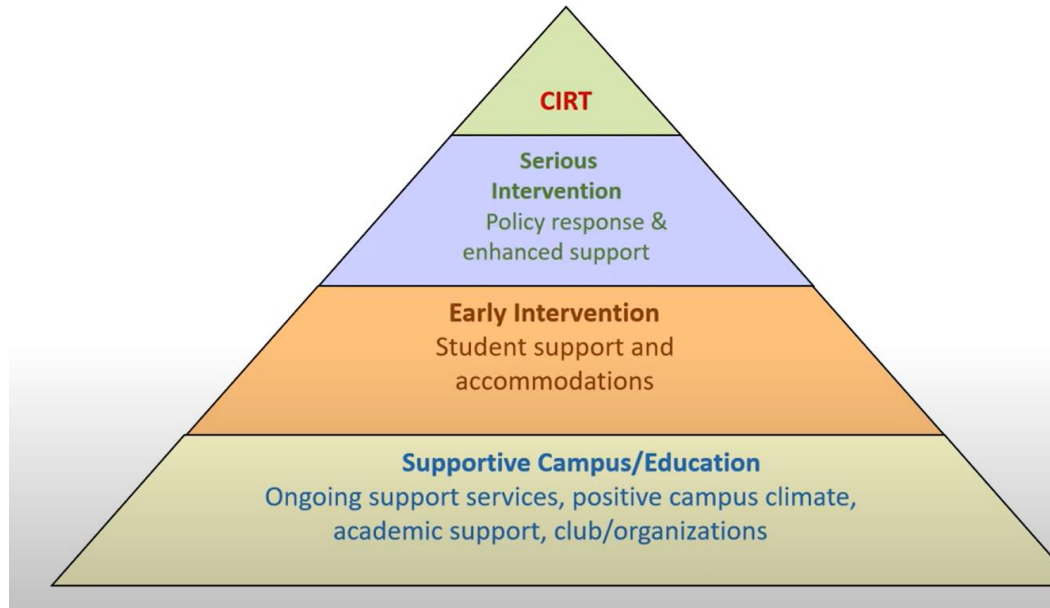 CIRT
Serious
Intervention
Policy response &
enhanced support
Early Intervention
Student support and
accommodations
Supportive Campus/Education
Ongoing support services, positive campus climate,
academic support, club/organizations